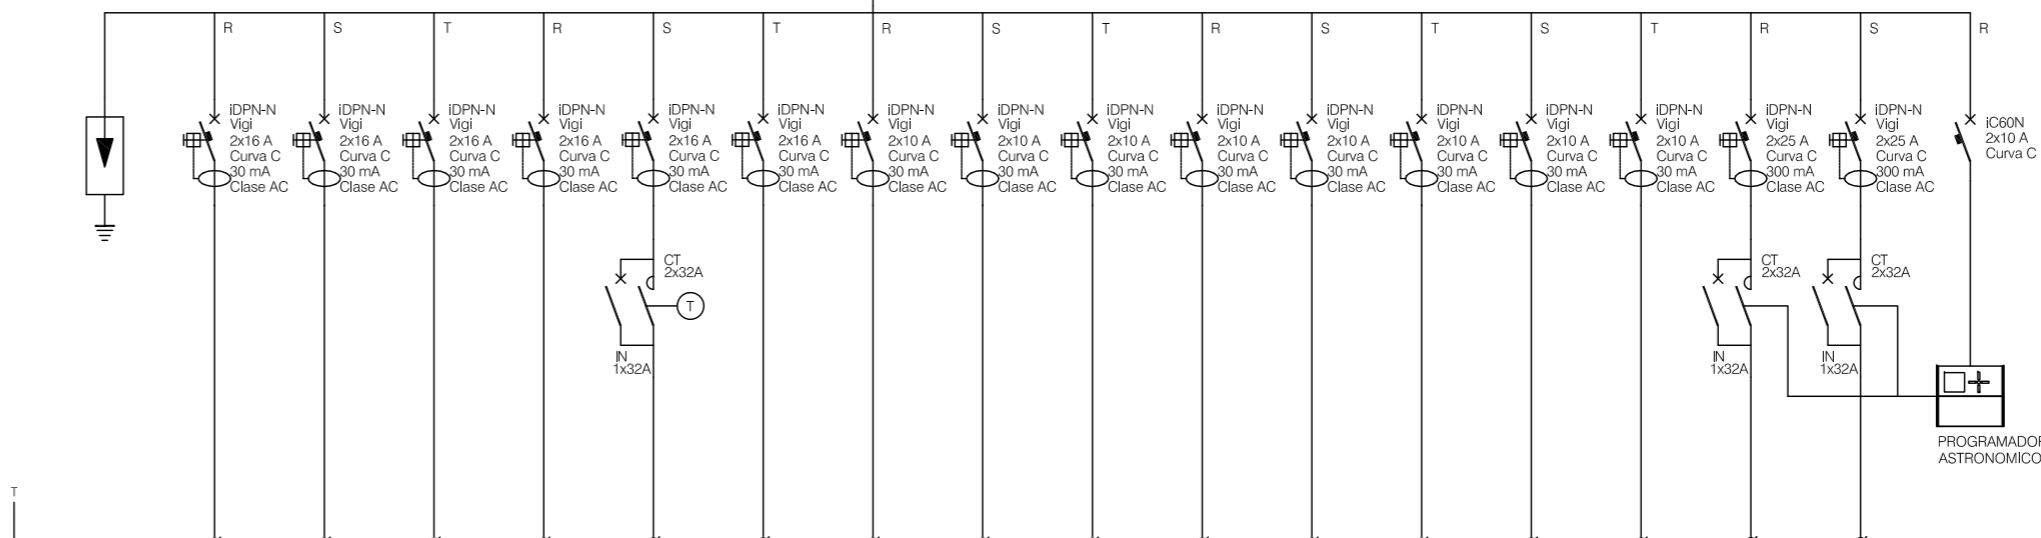 R
S
T
R
S
T
R
S
T
R
S
T
S
T
R
S
R
iDPN-N
Vigi
2x16 A
Curva C
30 mA
Clase AC
iDPN-N
Vigi
2x16 A
Curva C
30 mA
Clase AC
iDPN-N
Vigi
2x16 A
Curva C
30 mA
Clase AC
iDPN-N
Vigi
2x16 A
Curva C
30 mA
Clase AC
iDPN-N
Vigi
2x16 A
Curva C
30 mA
Clase AC
iDPN-N
Vigi
2x16 A
Curva C
30 mA
Clase AC
iDPN-N
Vigi
2x10 A
Curva C
30 mA
Clase AC
iDPN-N
Vigi
2x10 A
Curva C
30 mA
Clase AC
iDPN-N
Vigi
2x10 A
Curva C
30 mA
Clase AC
iDPN-N
Vigi
2x10 A
Curva C
30 mA
Clase AC
iDPN-N
Vigi
2x10 A
Curva C
30 mA
Clase AC
iDPN-N
Vigi
2x10 A
Curva C
30 mA
Clase AC
iDPN-N
Vigi
2x10 A
Curva C
30 mA
Clase AC
iDPN-N
Vigi
2x10 A
Curva C
30 mA
Clase AC
iDPN-N
Vigi
2x25 A
Curva C
300 mA
Clase AC
iDPN-N
Vigi
2x25 A
Curva C
300 mA
Clase AC
iC60N
2x10 A
Curva C
CT
2x32A
T
IN
1x32A
CT
2x32A
IN
1x32A
CT
2x32A
IN
1x32A
PROGRAMADOR
ASTRONOMICO
T